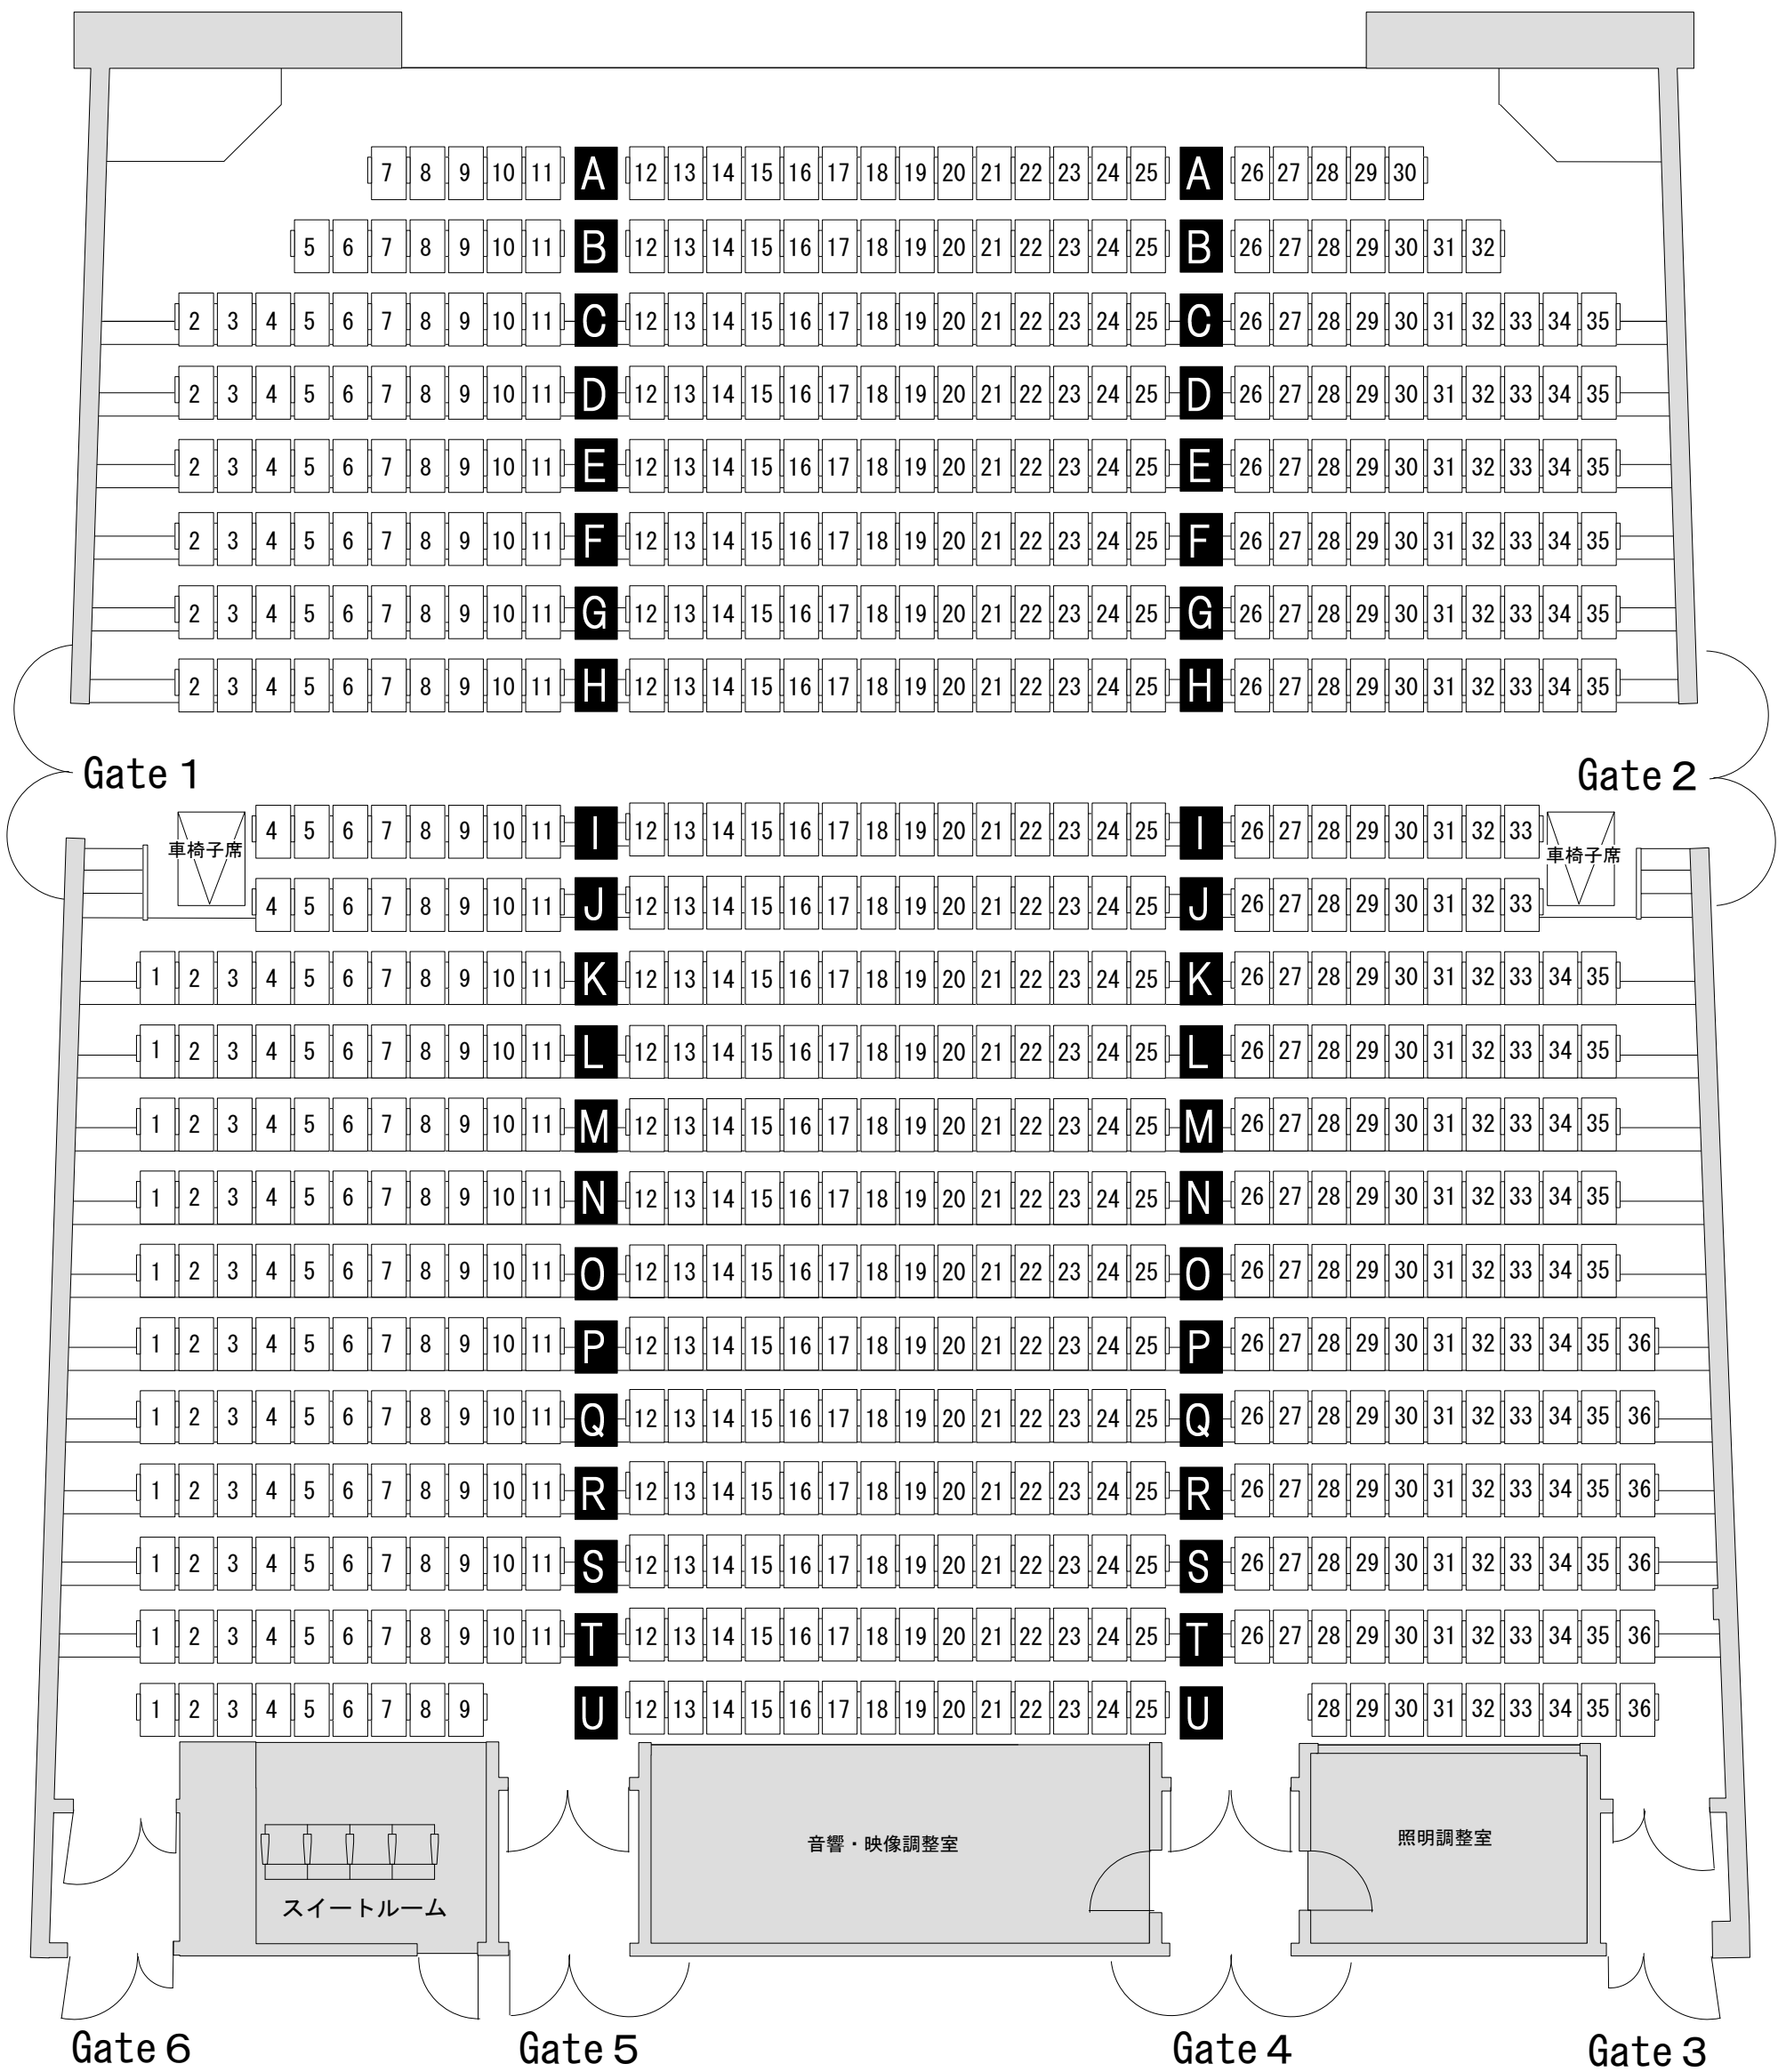 7 8 9 10 11 A 12 13 14 15 16 17 18 19 20 21 22 23 24 25 A 26 27 28 29 30
5 6 7 8 9 10 11 B 12 13 14 15 16 17 18 19 20 21 22 23 24 25 B 26 27 28 29 30 31 32
2 3 4 5 6 7 8 9 10 11 C 12 13 14 15 16 17 18 19 20 21 22 23 24 25 C 26 27 28 29 30 31 32 33 34 35
2 3 4 5 6 7 8 9 10 11 D 12 13 14 15 16 17 18 19 20 21 22 23 24 25 D 26 27 28 29 30 31 32 33 34 35
2 3 4 5 6 7 8 9 10 11 E 12 13 14 15 16 17 18 19 20 21 22 23 24 25 E 26 27 28 29 30 31 32 33 34 35
2 3 4 5 6 7 8 9 10 11 F 12 13 14 15 16 17 18 19 20 21 22 23 24 25 F 26 27 28 29 30 31 32 33 34 35
2 3 4 5 6 7 8 9 10 11 G 12 13 14 15 16 17 18 19 20 21 22 23 24 25 G 26 27 28 29 30 31 32 33 34 35
2 3 4 5 6 7 8 9 10 11 H 12 13 14 15 16 17 18 19 20 21 22 23 24 25 H 26 27 28 29 30 31 32 33 34 35
Gate 1 Gate 2
4 5 6 7 8 9 10 11 I 12 13 14 15 16 17 18 19 20 21 22 23 24 25 I 26 27 28 29 30 31 32 33
車椅子席 車椅子席
4 5 6 7 8 9 10 11 J 12 13 14 15 16 17 18 19 20 21 22 23 24 25 J 26 27 28 29 30 31 32 33
1 2 3 4 5 6 7 8 9 10 11 K 12 13 14 15 16 17 18 19 20 21 22 23 24 25 K 26 27 28 29 30 31 32 33 34 35
1 2 3 4 5 6 7 8 9 10 11 L 12 13 14 15 16 17 18 19 20 21 22 23 24 25 L 26 27 28 29 30 31 32 33 34 35
1 2 3 4 5 6 7 8 9 10 11 M 12 13 14 15 16 17 18 19 20 21 22 23 24 25 M 26 27 28 29 30 31 32 33 34 35
1 2 3 4 5 6 7 8 9 10 11 N 12 13 14 15 16 17 18 19 20 21 22 23 24 25 N 26 27 28 29 30 31 32 33 34 35
1 2 3 4 5 6 7 8 9 10 11 O 12 13 14 15 16 17 18 19 20 21 22 23 24 25 O 26 27 28 29 30 31 32 33 34 35
1 2 3 4 5 6 7 8 9 10 11 P 12 13 14 15 16 17 18 19 20 21 22 23 24 25 P 26 27 28 29 30 31 32 33 34 35 36
1 2 3 4 5 6 7 8 9 10 11 Q 12 13 14 15 16 17 18 19 20 21 22 23 24 25 Q 26 27 28 29 30 31 32 33 34 35 36
1 2 3 4 5 6 7 8 9 10 11 R 12 13 14 15 16 17 18 19 20 21 22 23 24 25 R 26 27 28 29 30 31 32 33 34 35 36
1 2 3 4 5 6 7 8 9 10 11 S 12 13 14 15 16 17 18 19 20 21 22 23 24 25 S 26 27 28 29 30 31 32 33 34 35 36
1 2 3 4 5 6 7 8 9 10 11 T 12 13 14 15 16 17 18 19 20 21 22 23 24 25 T 26 27 28 29 30 31 32 33 34 35 36
1 2 3 4 5 6 7 8 9 U 12 13 14 15 16 17 18 19 20 21 22 23 24 25 U 28 29 30 31 32 33 34 35 36
音響・映像調整室 照明調整室
スイートルーム
Gate 6 Gate 5 Gate 4 Gate 3